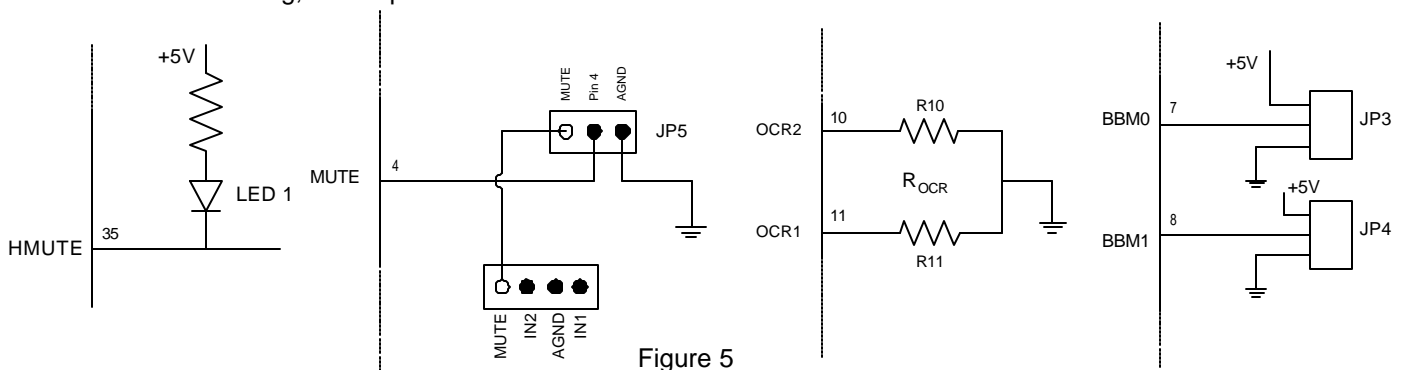 +5V
LED 1
35
HMUTE
MUTE
Pin 4
AGND
JP5
4
MUTE
MUTE
IN2
AGND
IN1
Figure 5
OCR2
10
R10
ROCR
OCR1
11
R11
+5V
BBM0
7
JP3
+5V
BBM1
8
JP4